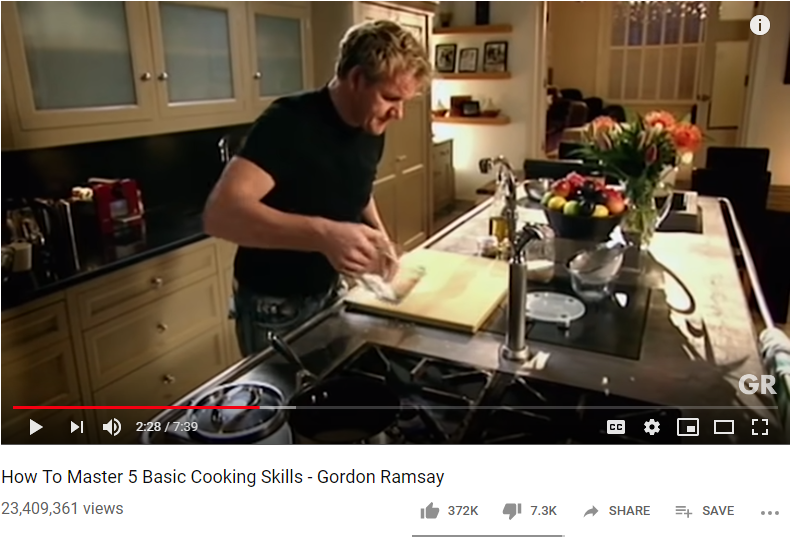 i
GR
2:28 / 7:39
CC
How To Master 5 Basic Cooking Skills - Gordon Ramsay
23,409,361 views
372K
7.3K
SHARE
SAVE